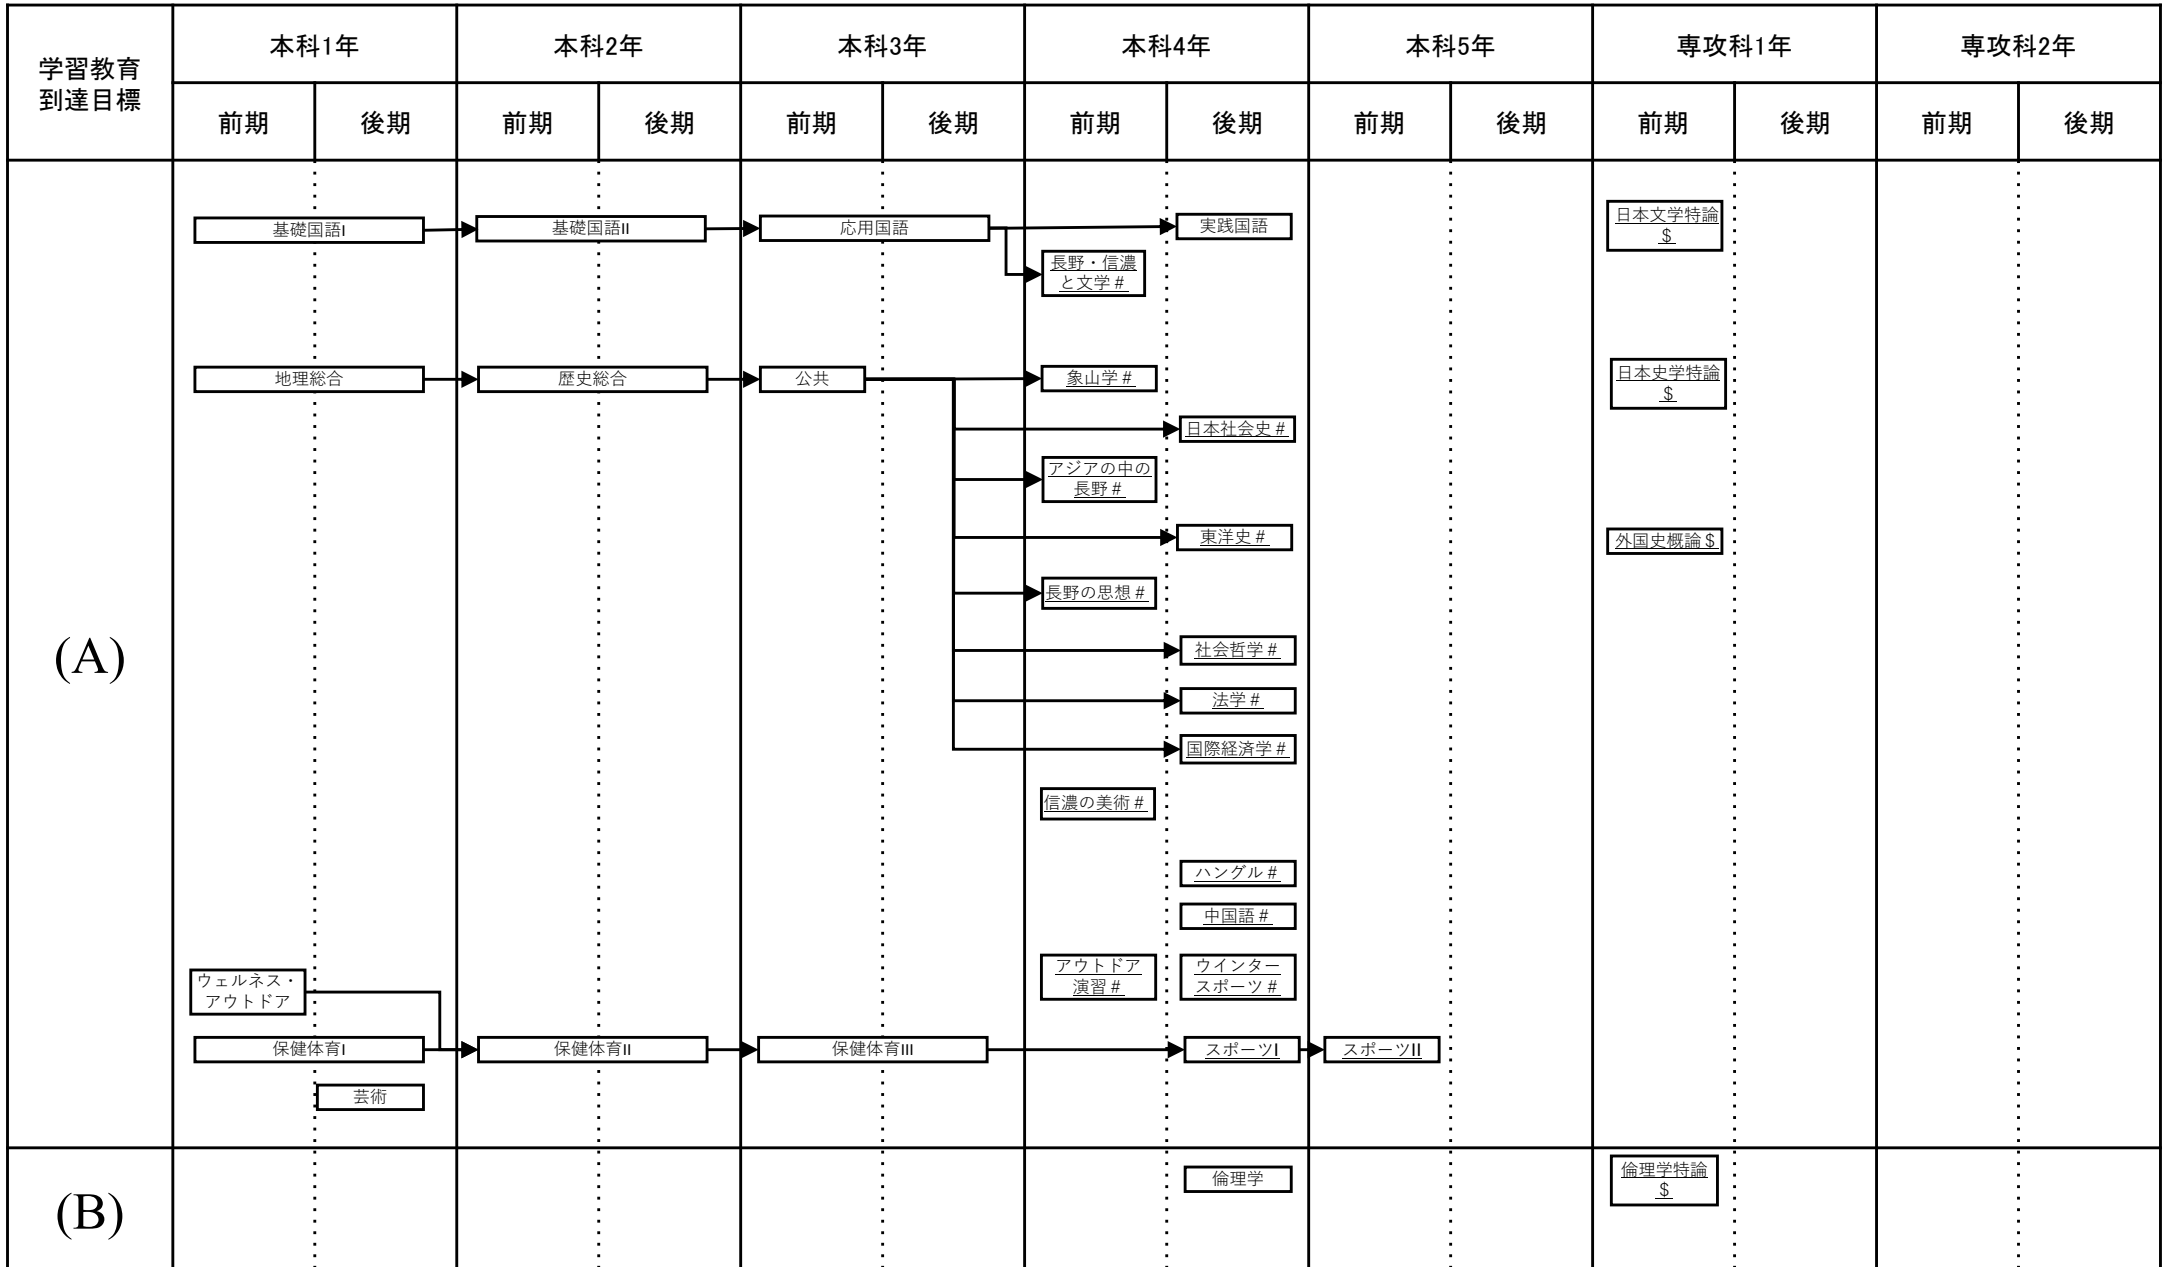 学習教育
到達目標
本科1年
本科2年
本科3年
本科4年
本科5年
専攻科1年
専攻科2年
前期
後期
前期
後期
前期
後期
前期
後期
前期
後期
前期
後期
前期
後期
(A)
基礎国語I
基礎国語II
応用国語
実践国語
日本文学特論
$
長野・信濃
と文学＃
地理総合
歴史総合
公共
象山学＃
日本史学特論
$
日本社会史＃
アジアの中の
長野＃
東洋史＃
外国史概論$
長野の思想＃
社会哲学＃
法学＃
国際経済学＃
信濃の美術＃
ハングル＃
中国語＃
ウェルネス・
アウトドア
アウトドア
演習＃
ウインター
スポーツ＃
保健体育I
保健体育II
保健体育III
スポーツI
スポーツII
芸術
(B)
倫理学
倫理学特論
$